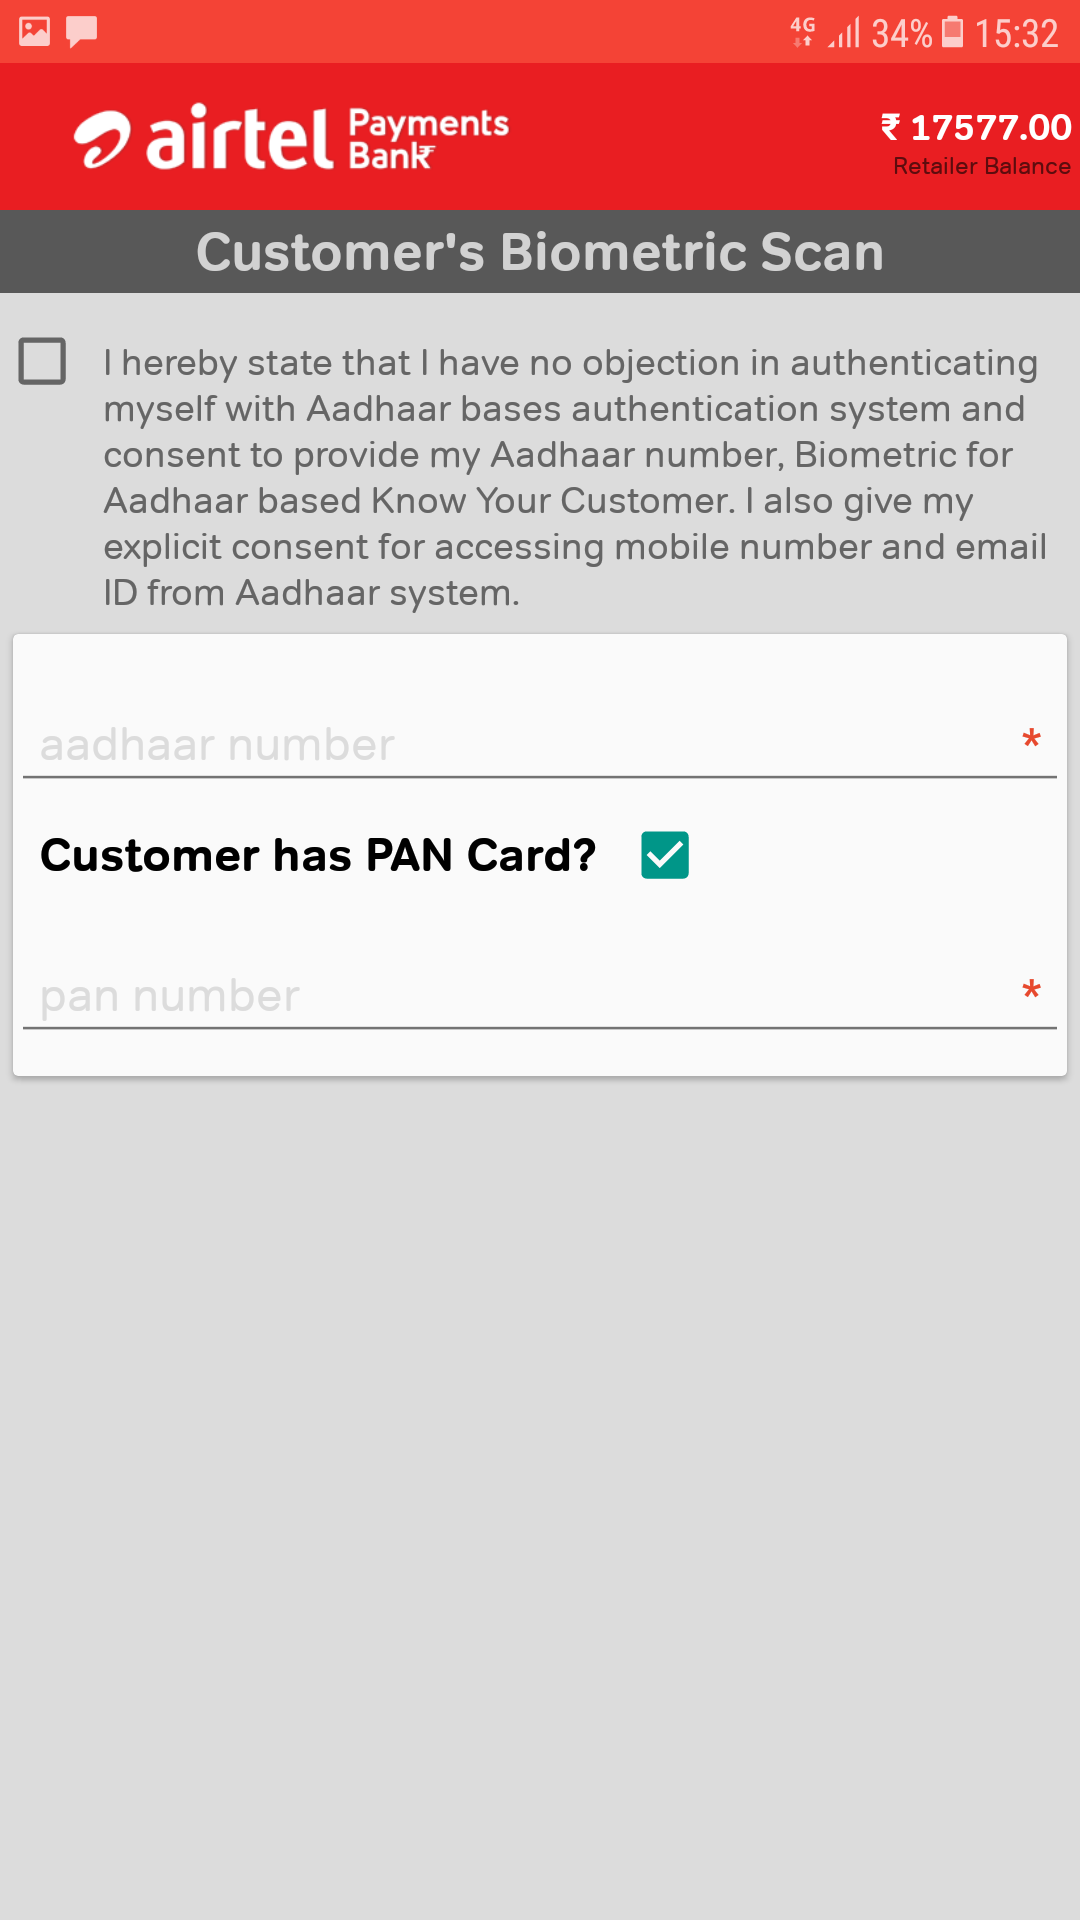 4G 34% 15:32
airtel Payments Bank
₹ 17577.00
Retailer Balance
Customer's Biometric Scan
I hereby state that I have no objection in authenticating
myself with Aadhaar bases authentication system and
consent to provide my Aadhaar number, Biometric for
Aadhaar based Know Your Customer. I also give my
explicit consent for accessing mobile number and email
ID from Aadhaar system.
aadhaar number *
Customer has PAN Card?
pan number *